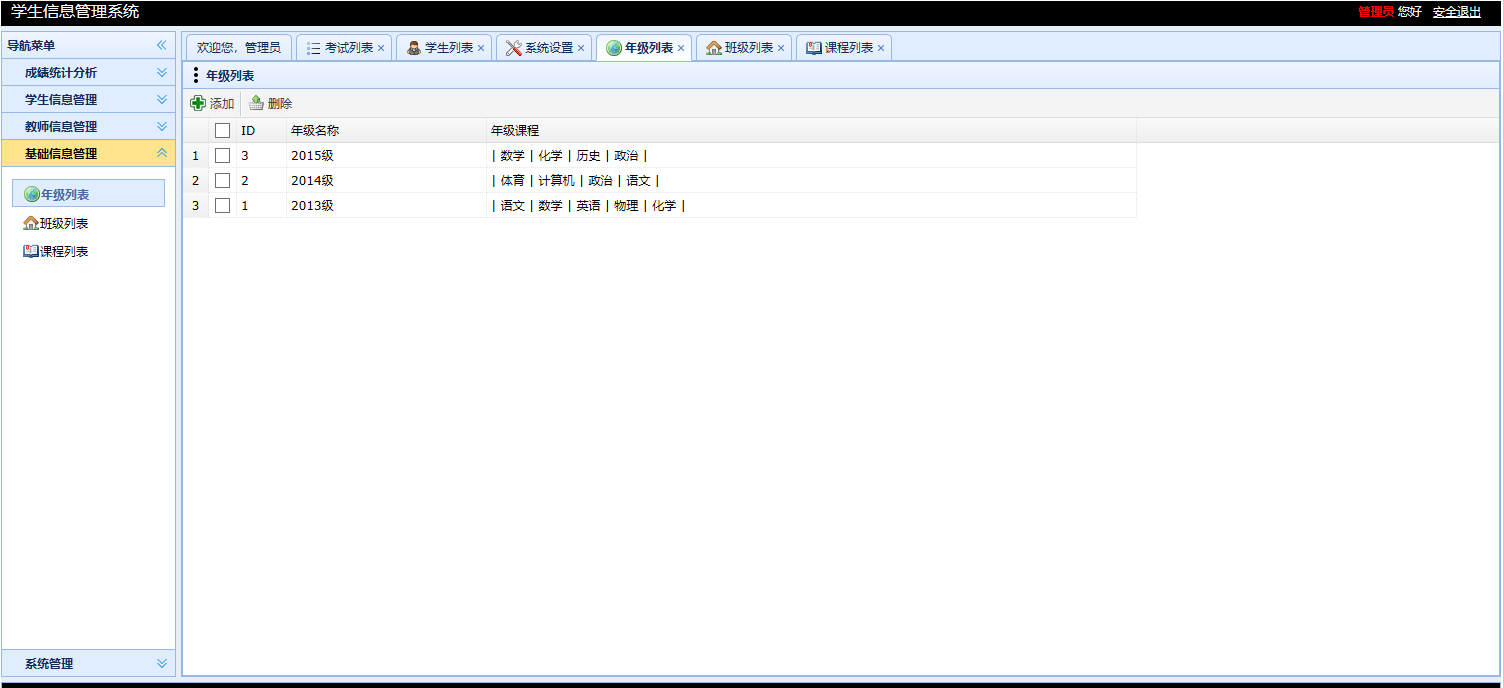 学生信息管理系统
管理员 您好 安全退出
导航菜单
成绩统计分析
学生信息管理
教师信息管理
基础信息管理
年级列表
班级列表
课程列表
系统管理
欢迎您，管理员 考试列表 学生列表 系统设置 年级列表 班级列表 课程列表
年级列表
添加 删除
ID 年级名称 年级课程
1 3 2015级 | 数学 | 化学 | 历史 | 政治 |
2 2 2014级 | 体育 | 计算机 | 政治 | 语文 |
3 1 2013级 | 语文 | 数学 | 英语 | 物理 | 化学 |